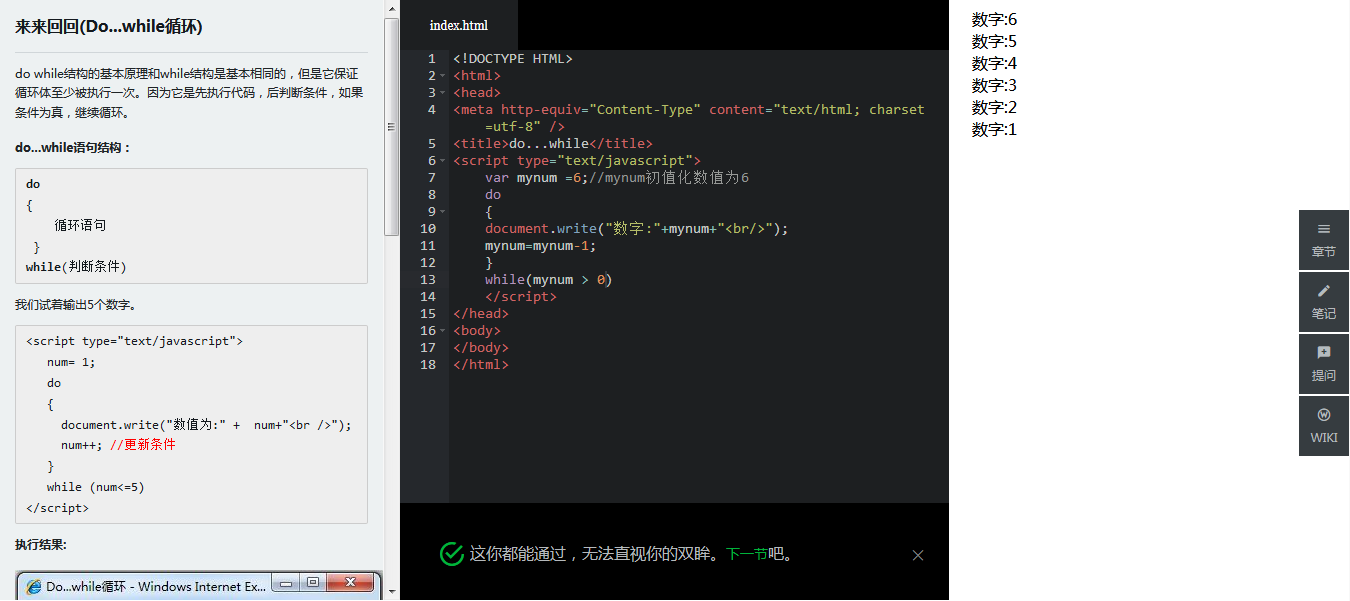 来来回回(Do...while循环)
do while结构的基本原理和while结构是基本相同的，但是它保证
循环体至少被执行一次。因为它是先执行代码，后判断条件，如果
条件为真，继续循环。
do...while语句结构：
do
{
循环语句
}
while(判断条件)
我们试着输出5个数字。
<script type="text/javascript">
num= 1;
do
{
document.write("数值为:" +  num+"<br />");
num++; //更新条件
}
while (num<=5)
</script>
执行结果:
Do...while循环 - Windows Internet Ex...
index.html
1 <!DOCTYPE HTML>
2 <html>
3 <head>
4 <meta http-equiv="Content-Type" content="text/html; charset
=utf-8" />
5 <title>do...while</title>
6 <script type="text/javascript">
7 var mynum =6;//mynum初值化数值为6
8 do
9 {
10 document.write("数字:"+mynum+"<br/>");
11 mynum=mynum-1;
12 }
13 while(mynum > 0)
14 </script>
15 </head>
16 <body>
17 </body>
18 </html>
这你都能通过，无法直视你的双眸。下一节吧。
数字:6
数字:5
数字:4
数字:3
数字:2
数字:1
章节
笔记
提问
WIKI